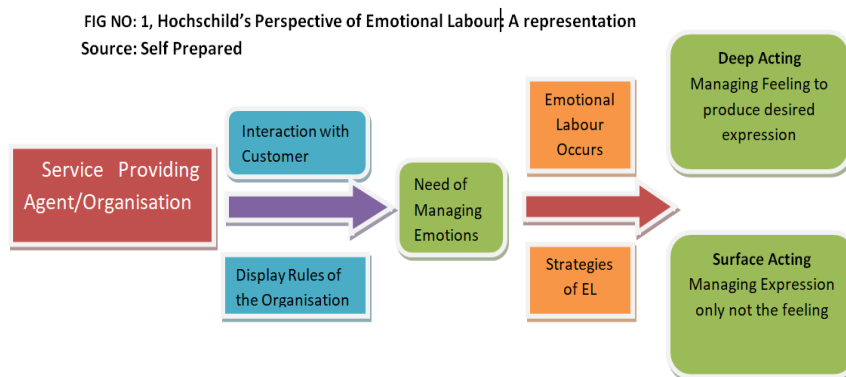 FIG NO: 1, Hochschild's Perspective of Emotional Labour: A representation
Source: Self Prepared
Service Providing
Agent/Organisation
Interaction with
Customer
Display Rules of
the Organisation
Need of
Managing
Emotions
Emotional
Labour
Occurs
Strategies
of EL
Deep Acting
Managing Feeling to
produce desired
expression
Surface Acting
Managing Expression
only not the feeling